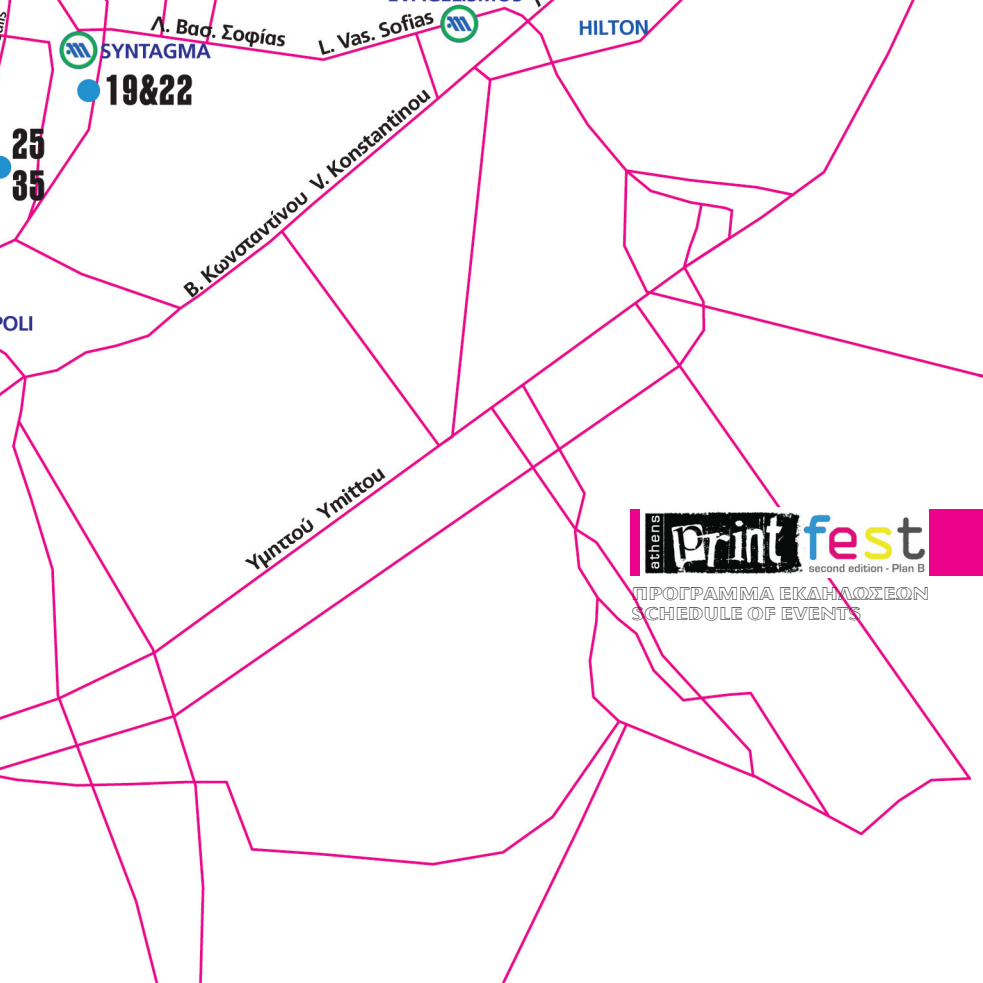 HILTON
Λ. Βασ. Σοφίας
L. Vas. Sofias
SYNTAGMA
19&22
25
35
Β. Κωνσταντίνου V. Konstantinou
Υμηττού Ymittou
athens
print fest
second edition - Plan B
ΠΡΟΓΡΑΜΜΑ ΕΚΔΗΛΩΣΕΩΝ
SCHEDULE OF EVENTS